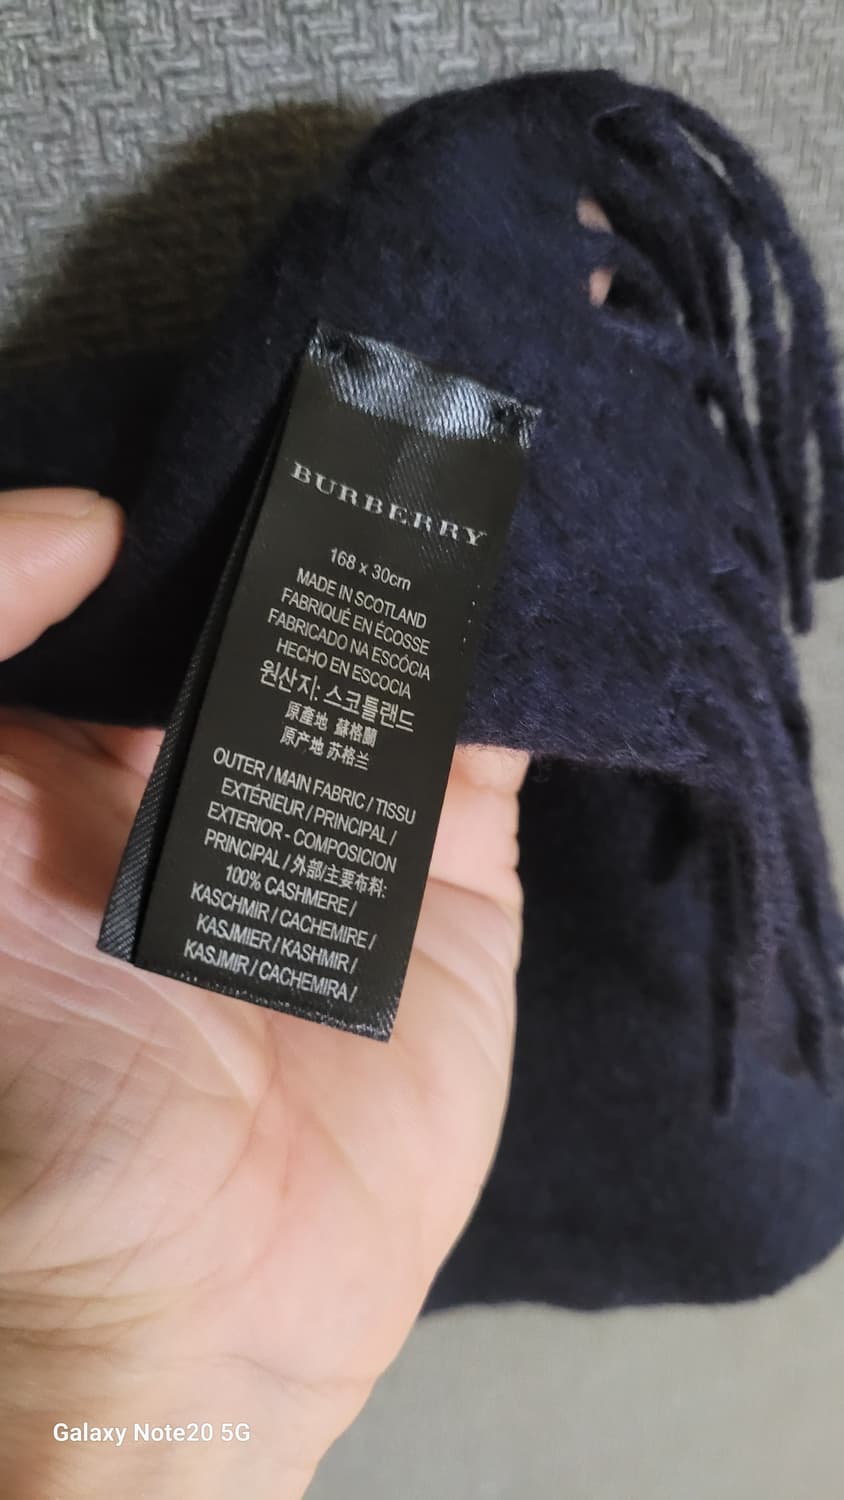 BURBERRY
168 x 30cm
MADE IN SCOTLAND
FABRIQUÉ EN ÉCOSSE
FABRICADO NA ESCÓCIA
HECHO EN ESCOCIA
원산지: 스코틀랜드
原產地 蘇格蘭
原产地 苏格兰
OUTER / MAIN FABRIC / TISSU
EXTÉRIEUR / PRINCIPAL /
EXTERIOR - COMPOSICION
PRINCIPAL / 外部/主要布料:
100% CASHMERE /
KASCHMIR / CACHEMIRE /
KASJMIER / KASHMIR /
KASJMIR / CACHEMIRA /
Galaxy Note20 5G